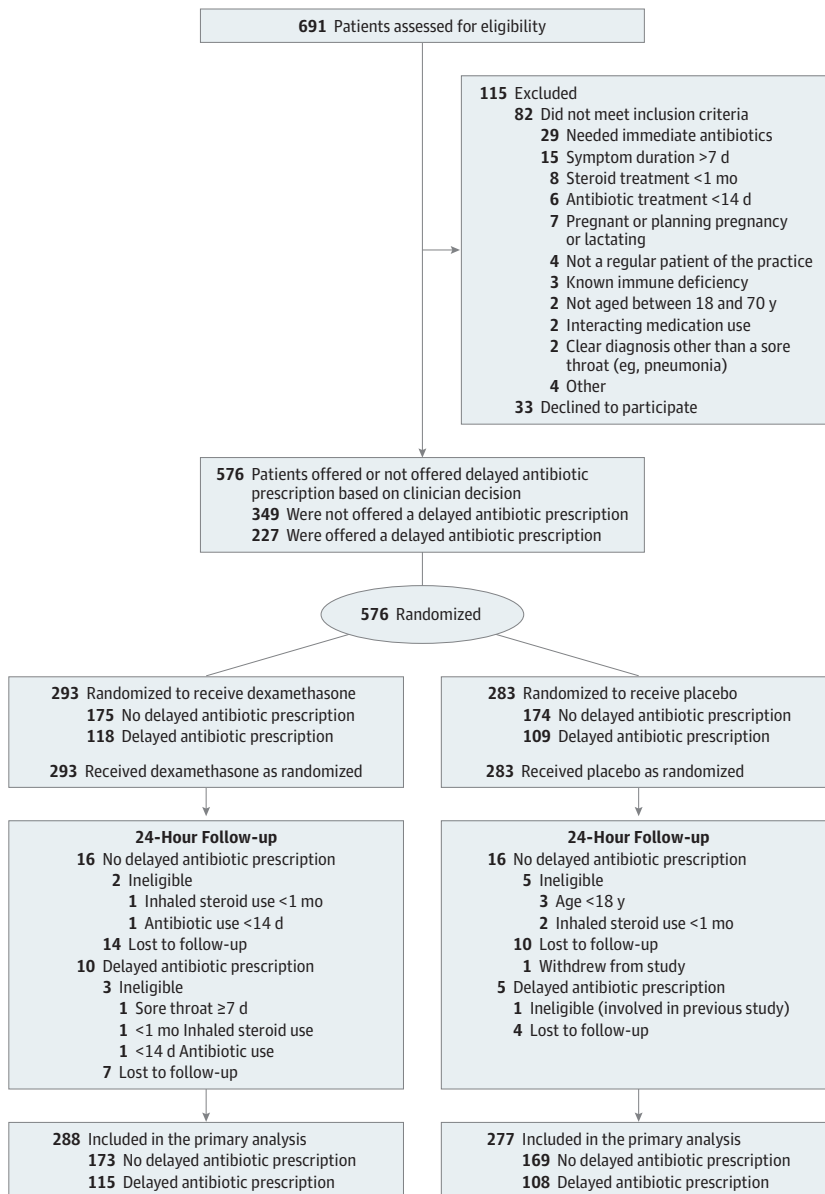 691 Patients assessed for eligibility
115 Excluded
82 Did not meet inclusion criteria
29 Needed immediate antibiotics
15 Symptom duration >7 d
8 Steroid treatment <1 mo
6 Antibiotic treatment <14 d
7 Pregnant or planning pregnancy
or lactating
4 Not a regular patient of the practice
3 Known immune deficiency
2 Not aged between 18 and 70 y
2 Interacting medication use
2 Clear diagnosis other than a sore
throat (eg, pneumonia)
4 Other
33 Declined to participate
576 Patients offered or not offered delayed antibiotic
prescription based on clinician decision
349 Were not offered a delayed antibiotic prescription
227 Were offered a delayed antibiotic prescription
576 Randomized
293 Randomized to receive dexamethasone
175 No delayed antibiotic prescription
118 Delayed antibiotic prescription
293 Received dexamethasone as randomized
283 Randomized to receive placebo
174 No delayed antibiotic prescription
109 Delayed antibiotic prescription
283 Received placebo as randomized
24-Hour Follow-up
16 No delayed antibiotic prescription
2 Ineligible
1 Inhaled steroid use <1 mo
1 Antibiotic use <14 d
14 Lost to follow-up
10 Delayed antibiotic prescription
3 Ineligible
1 Sore throat ≥7 d
1 <1 mo Inhaled steroid use
1 <14 d Antibiotic use
7 Lost to follow-up
24-Hour Follow-up
16 No delayed antibiotic prescription
5 Ineligible
3 Age <18 y
2 Inhaled steroid use <1 mo
10 Lost to follow-up
1 Withdrew from study
5 Delayed antibiotic prescription
1 Ineligible (involved in previous study)
4 Lost to follow-up
288 Included in the primary analysis
173 No delayed antibiotic prescription
115 Delayed antibiotic prescription
277 Included in the primary analysis
169 No delayed antibiotic prescription
108 Delayed antibiotic prescription